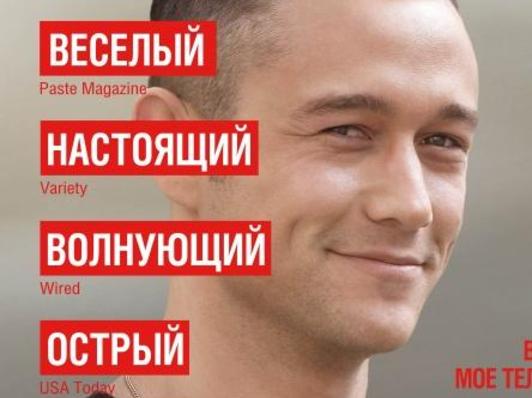 ВЕСЕЛЫЙ
Paste Magazine
НАСТОЯЩИЙ
Variety
ВОЛНУЮЩИЙ
Wired
ОСТРЫЙ
USA Today
МОЕ